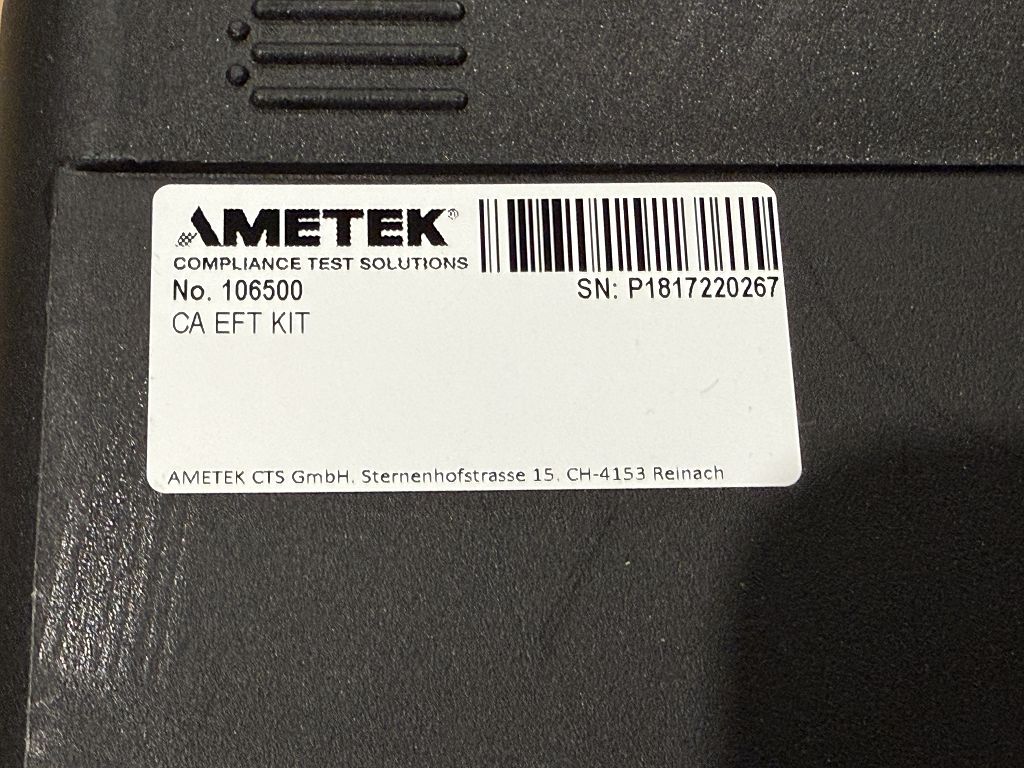 AMETEK®
COMPLIANCE TEST SOLUTIONS
No. 106500
SN: P1817220267
CA EFT KIT
AMETEK CTS GmbH, Sternenhofstrasse 15, CH-4153 Reinach